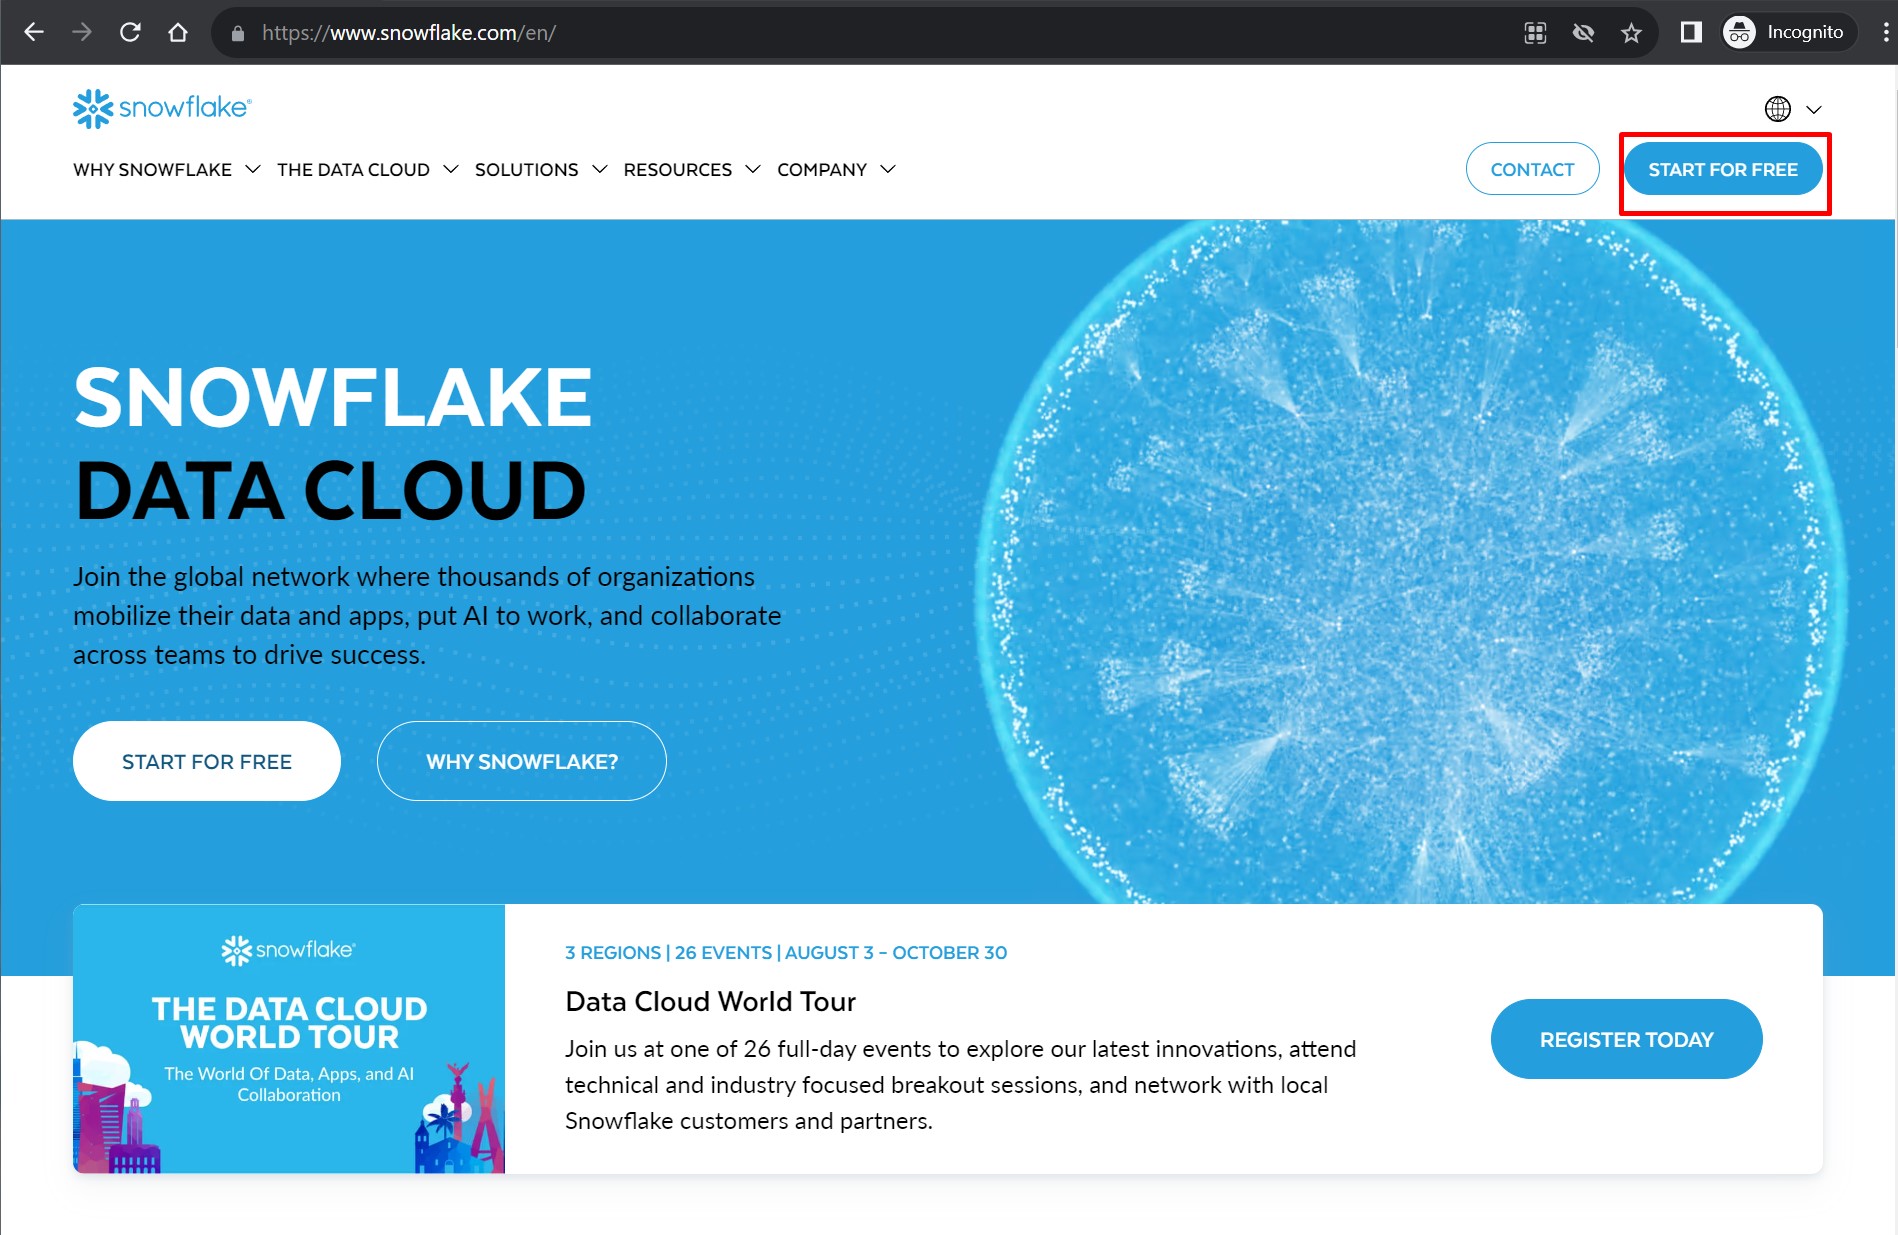 https://www.snowflake.com/en/
Incognito
snowflake®
WHY SNOWFLAKE
THE DATA CLOUD
SOLUTIONS
RESOURCES
COMPANY
CONTACT
START FOR FREE
SNOWFLAKE
DATA CLOUD
Join the global network where thousands of organizations
mobilize their data and apps, put AI to work, and collaborate
across teams to drive success.
START FOR FREE
WHY SNOWFLAKE?
snowflake®
THE DATA CLOUD
WORLD TOUR
The World Of Data, Apps, and AI
Collaboration
3 REGIONS | 26 EVENTS | AUGUST 3 – OCTOBER 30
Data Cloud World Tour
Join us at one of 26 full-day events to explore our latest innovations, attend
technical and industry focused breakout sessions, and network with local
Snowflake customers and partners.
REGISTER TODAY